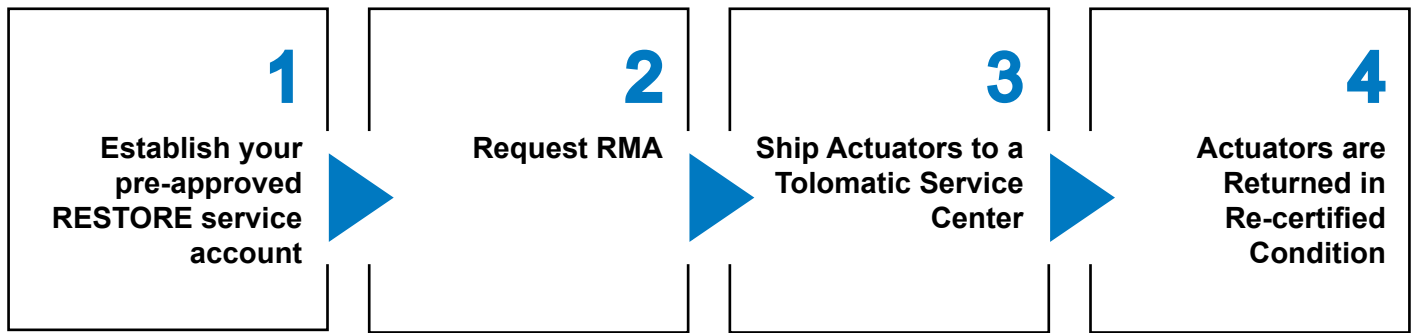 1
Establish your
pre-approved
RESTORE service
account
2
Request RMA
3
Ship Actuators to a
Tolomatic Service
Center
4
Actuators are
Returned in
Re-certified
Condition